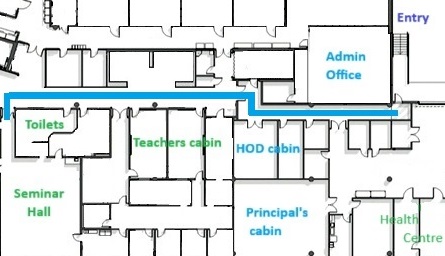 Entry
Admin
Office
Toilets
Teachers cabin
HOD cabin
Seminar
Hall
Principal's
cabin
Health
Centre